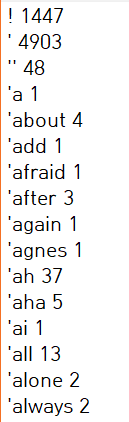 ! 1447
' 4903
'' 48
'a 1
'about 4
'add 1
'afraid 1
'after 3
'again 1
'agnes 1
'ah 37
'aha 5
'ai 1
'all 13
'alone 2
'always 2